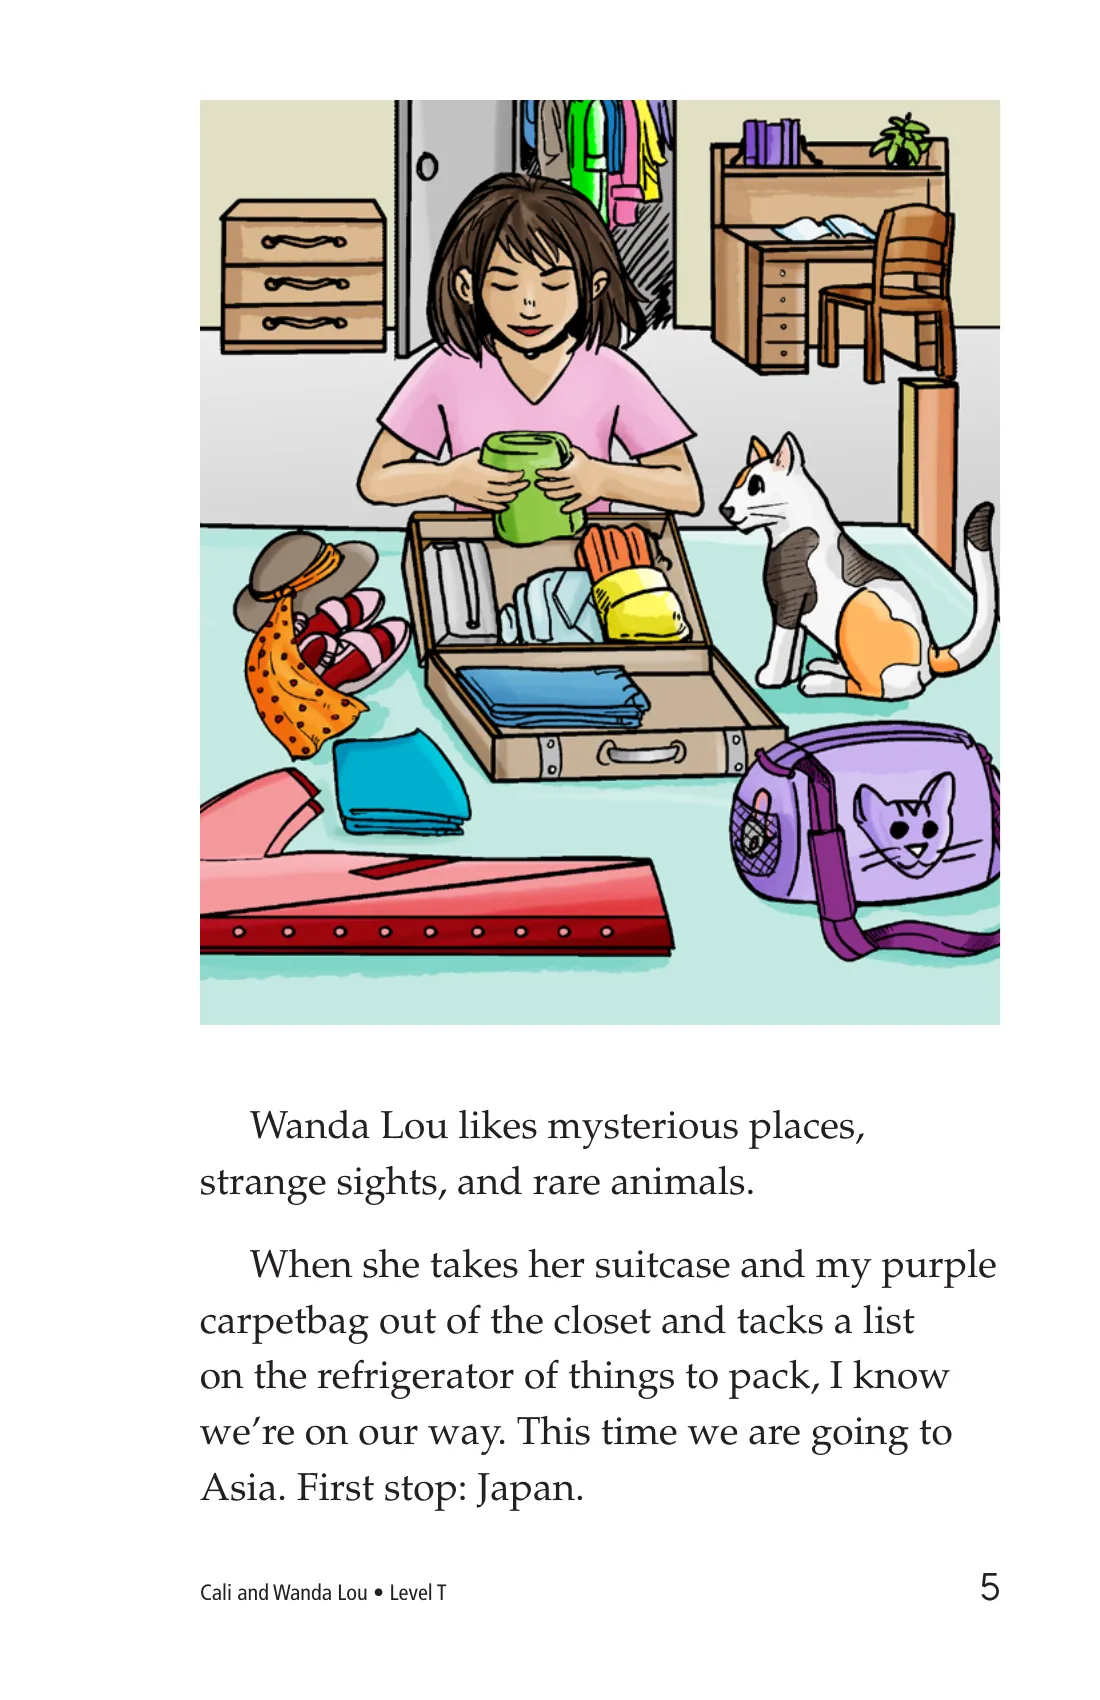 Wanda Lou likes mysterious places,
strange sights, and rare animals.
When she takes her suitcase and my purple
carpetbag out of the closet and tacks a list
on the refrigerator of things to pack, I know
we’re on our way. This time we are going to
Asia. First stop: Japan.
Cali and Wanda Lou • Level T
5